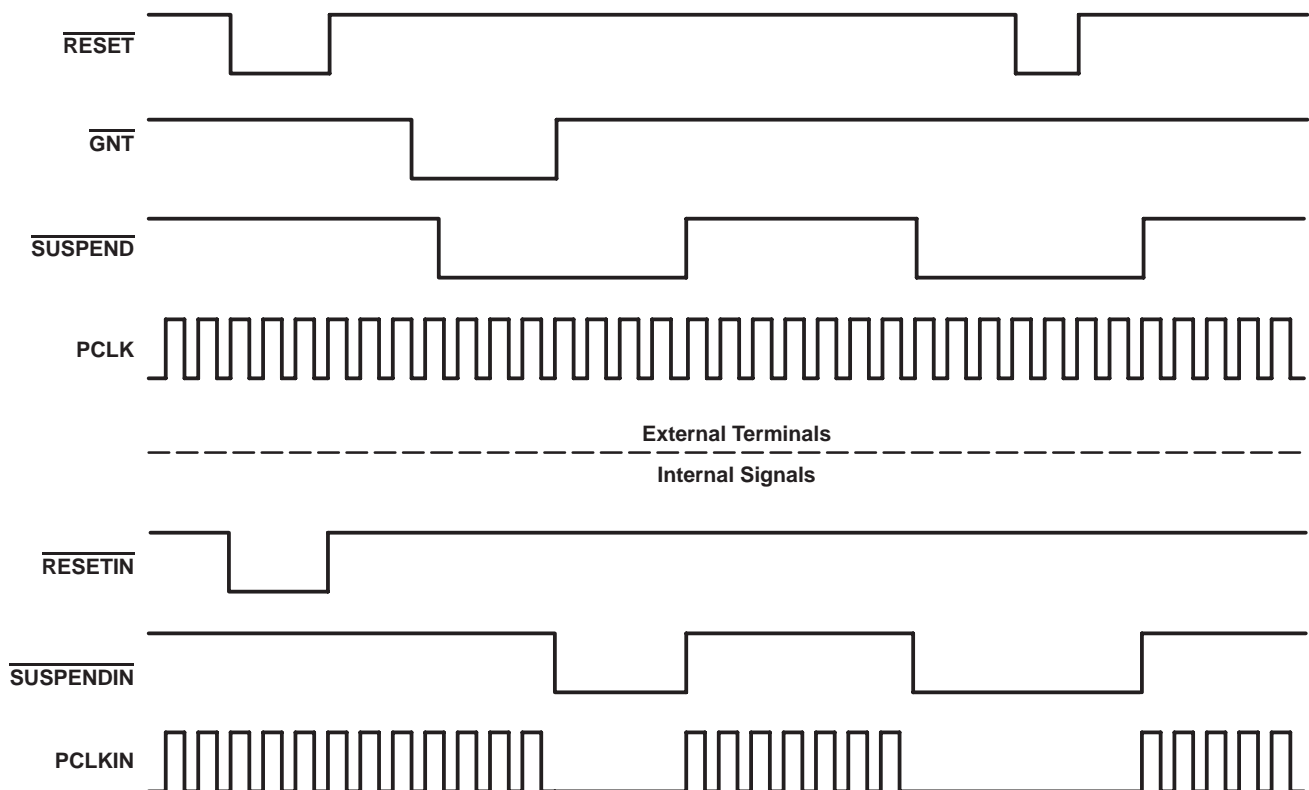 RESET
GNT
SUSPEND
PCLK
External Terminals
Internal Signals
RESETIN
SUSPENDIN
PCLKIN